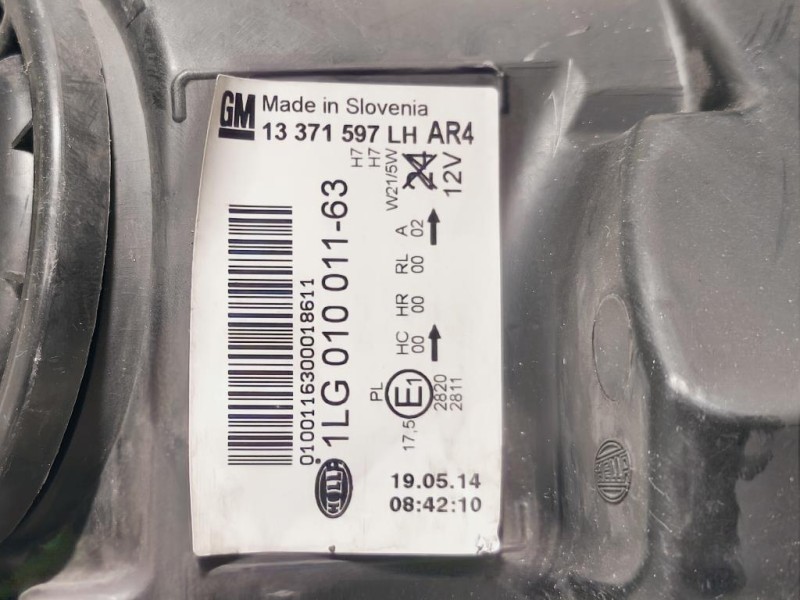 GM Made in Slovenia
13 371 597 LH AR4
H7
H7
W21/5W
24
12V
0100116300018611
1LG 010 011-63
HC HR RL A
00 00 00 02
PL
17,5
E1
2820
2811
HELLA
19.05.14
08:42:10